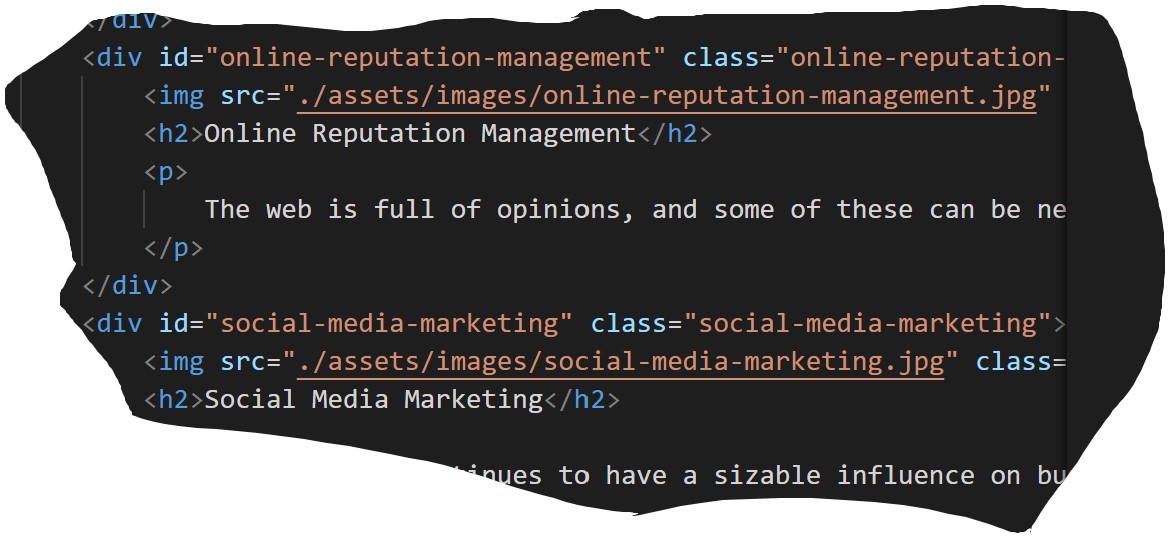 </div>
<div id="online-reputation-management" class="online-reputation-
<img src="./assets/images/online-reputation-management.jpg"
<h2>Online Reputation Management</h2>
<p>
The web is full of opinions, and some of these can be ne
</p>
</div>
<div id="social-media-marketing" class="social-media-marketing">
<img src="./assets/images/social-media-marketing.jpg" class=
<h2>Social Media Marketing</h2>
to have a sizable influence on bu